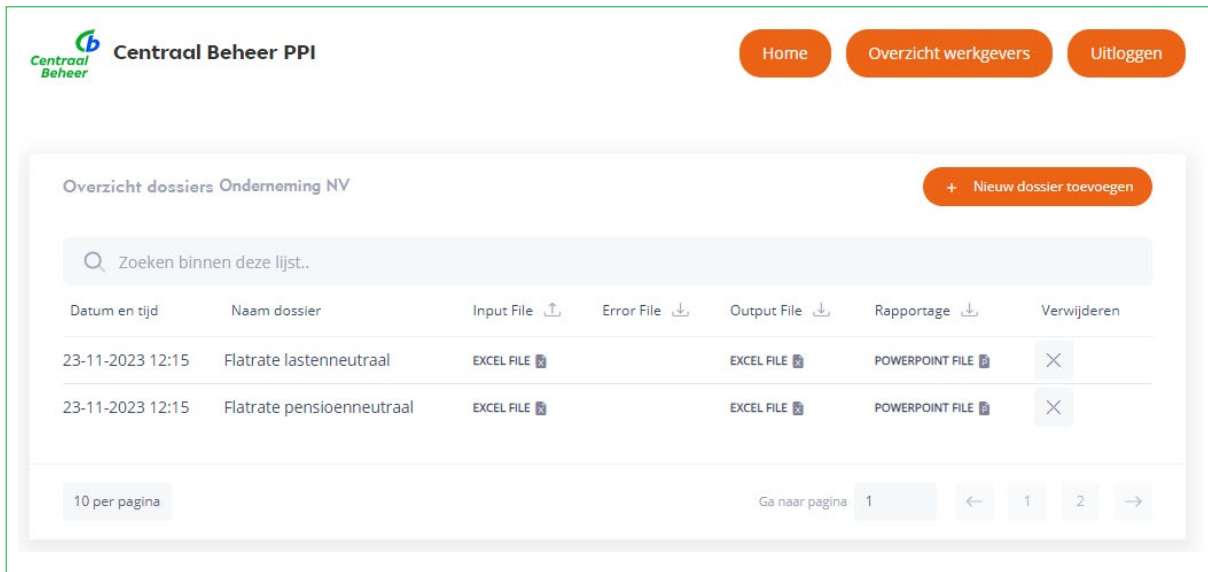 Centraal Beheer
Centraal Beheer PPI Home Overzicht werkgevers Uitloggen
Overzicht dossiers Onderneming NV + Nieuw dossier toevoegen
Zoeken binnen deze lijst..
Datum en tijd Naam dossier Input File Error File Output File Rapportage Verwijderen
23-11-2023 12:15 Flatrate lastenneutraal EXCEL FILE EXCEL FILE POWERPOINT FILE
23-11-2023 12:15 Flatrate pensioenneutraal EXCEL FILE EXCEL FILE POWERPOINT FILE
10 per pagina Ga naar pagina 1 ← 1 2 →